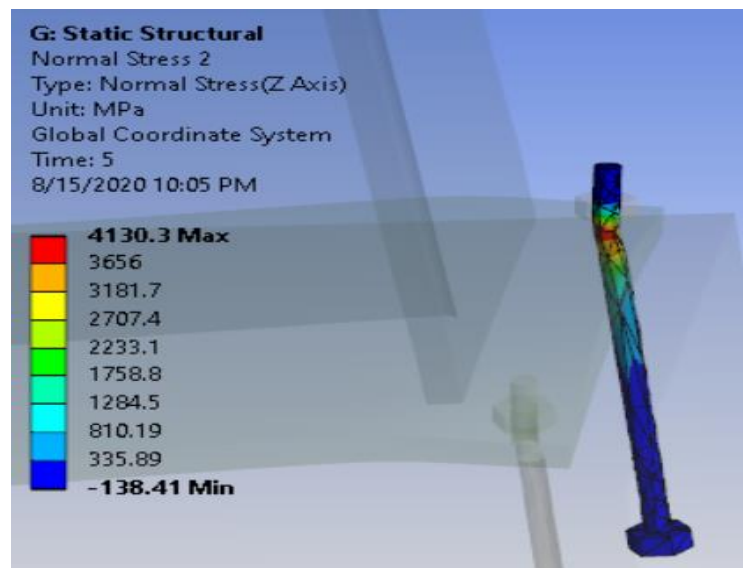 G: Static Structural
Normal Stress 2
Type: Normal Stress(Z Axis)
Unit: MPa
Global Coordinate System
Time: 5
8/15/2020 10:05 PM
4130.3 Max
3656
3181.7
2707.4
2233.1
1758.8
1284.5
810.19
335.89
-138.41 Min